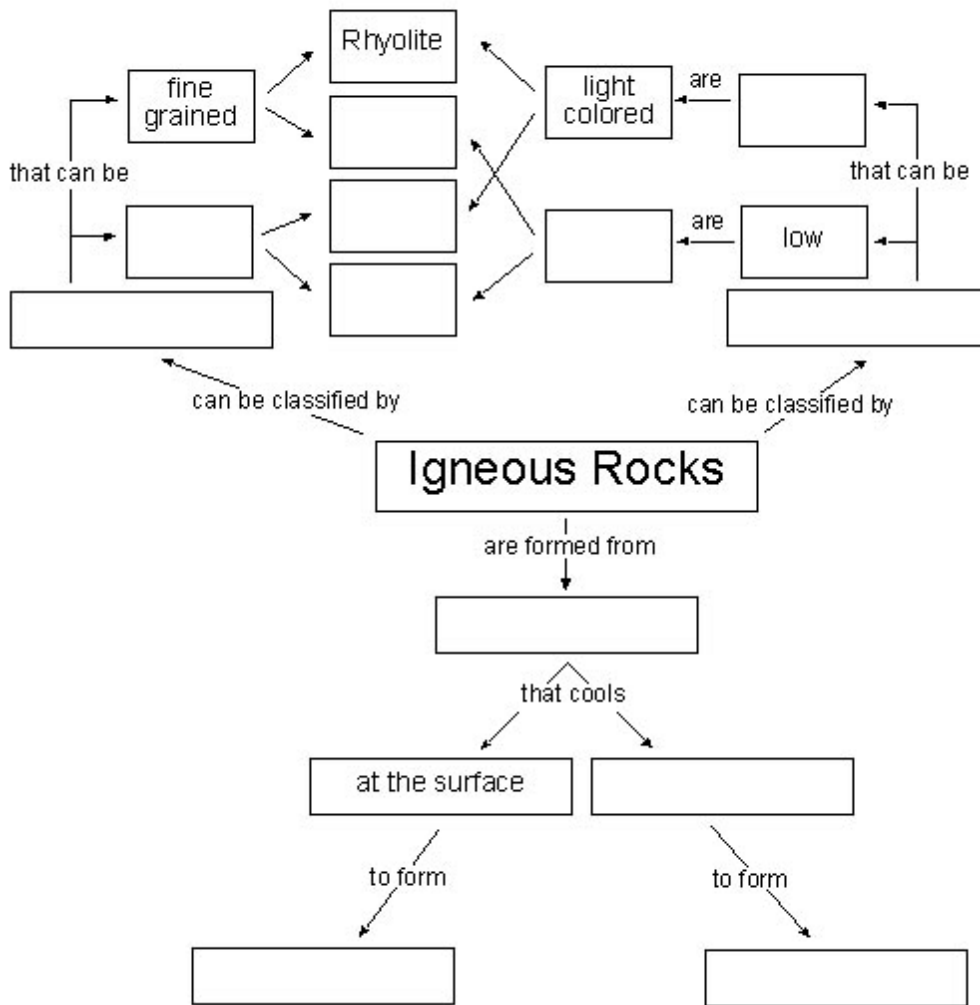 Rhyolite
fine
grained
light
colored
are
that can be
that can be
are
low
can be classified by
can be classified by
Igneous Rocks
are formed from
that cools
at the surface
to form
to form